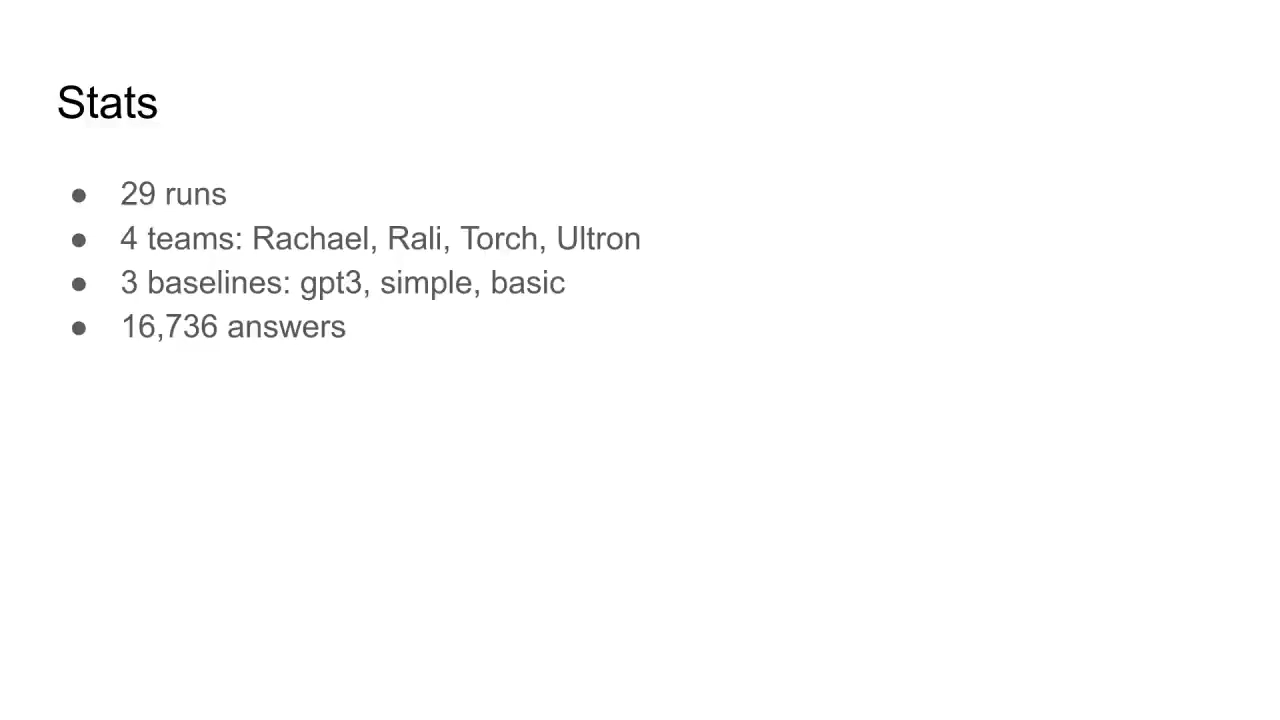 Stats
● 29 runs
● 4 teams: Rachael, Rali, Torch, Ultron
● 3 baselines: gpt3, simple, basic
● 16,736 answers